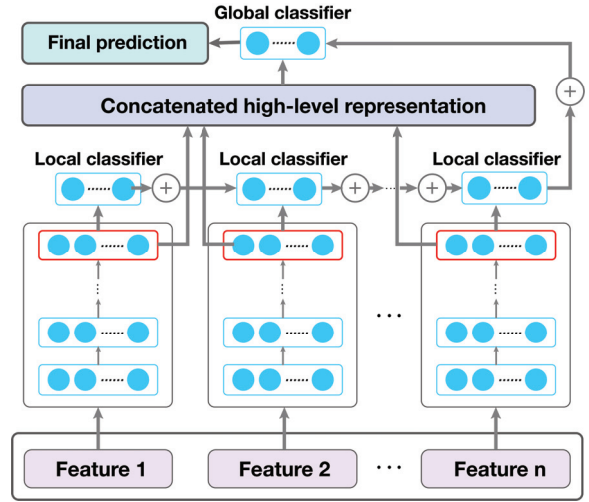 Global classifier
Final prediction
Concatenated high-level representation
Local classifier
Local classifier
Local classifier
Feature 1
Feature 2
Feature n